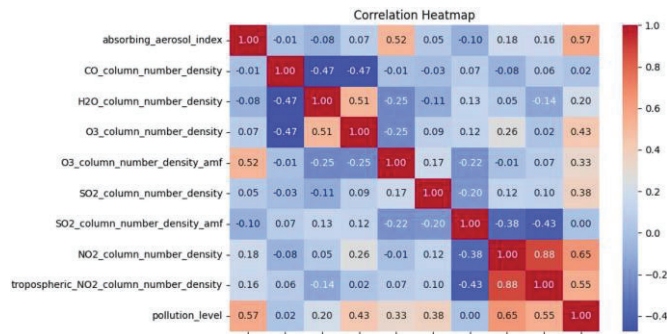 Correlation Heatmap
absorbing_aerosol_index 1.00 -0.01 -0.08 0.07 0.52 0.05 -0.10 0.18 0.16 0.57
CO_column_number_density -0.01 1.00 -0.47 -0.47 -0.01 -0.03 0.07 -0.08 0.06 0.02
H2O_column_number_density -0.08 -0.47 1.00 0.51 -0.25 -0.11 0.13 0.05 -0.14 0.20
O3_column_number_density 0.07 -0.47 0.51 1.00 -0.25 0.09 0.12 0.26 0.02 0.43
O3_column_number_density_amf 0.52 -0.01 -0.25 -0.25 1.00 0.17 -0.22 -0.01 0.07 0.33
SO2_column_number_density 0.05 -0.03 -0.11 0.09 0.17 1.00 -0.20 0.12 0.10 0.38
SO2_column_number_density_amf -0.10 0.07 0.13 0.12 -0.22 -0.20 1.00 -0.38 -0.43 0.00
NO2_column_number_density 0.18 -0.08 0.05 0.26 -0.01 0.12 -0.38 1.00 0.88 0.65
tropospheric_NO2_column_number_density 0.16 0.06 -0.14 0.02 0.07 0.10 -0.43 0.88 1.00 0.55
pollution_level 0.57 0.02 0.20 0.43 0.33 0.38 0.00 0.65 0.55 1.00
1.0
0.8
0.6
0.4
0.2
0.0
-0.2
-0.4